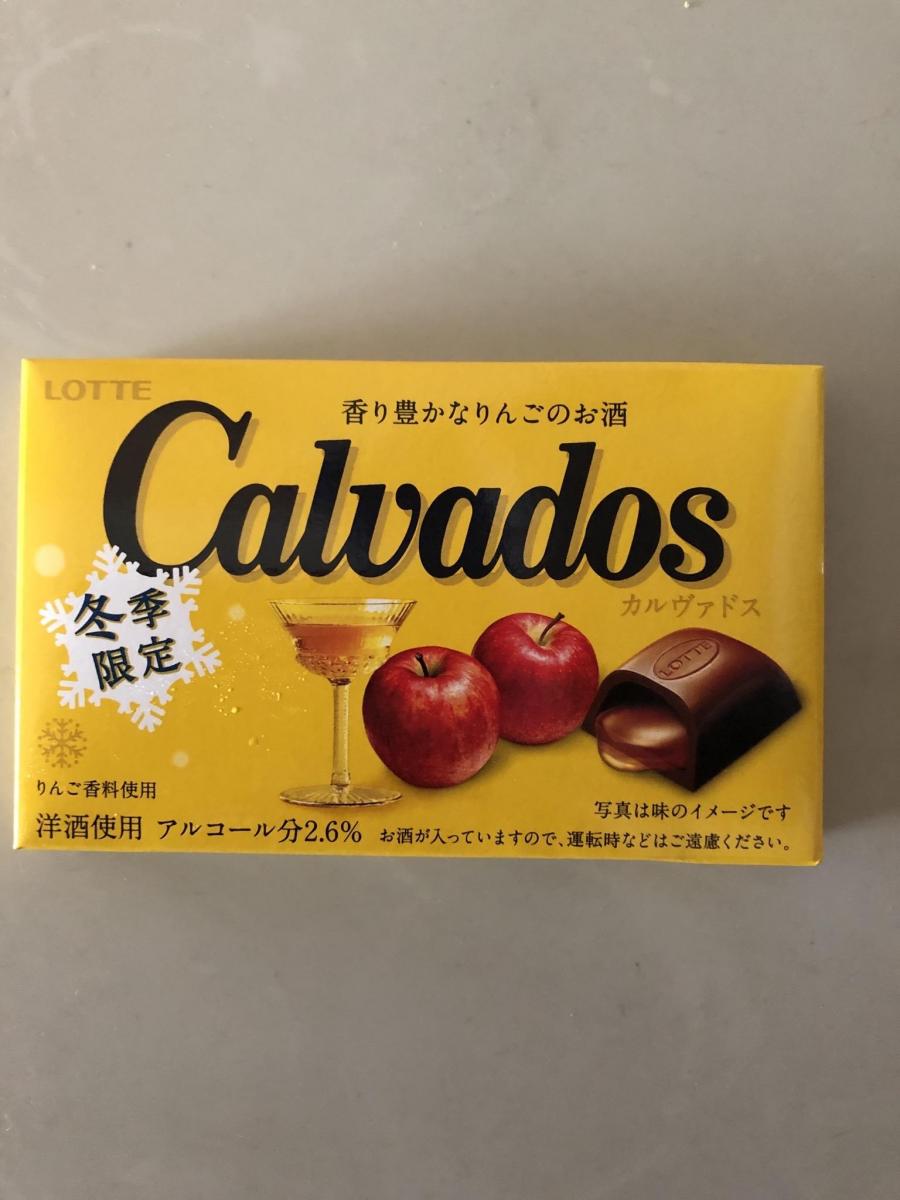 LOTTE
香り豊かなりんごのお酒
Calvados
カルヴァドス
冬季
限定
LOTTE
りんご香料使用
写真は味のイメージです
洋酒使用 アルコール分2.6% お酒が入っていますので、運転時などはご遠慮ください。